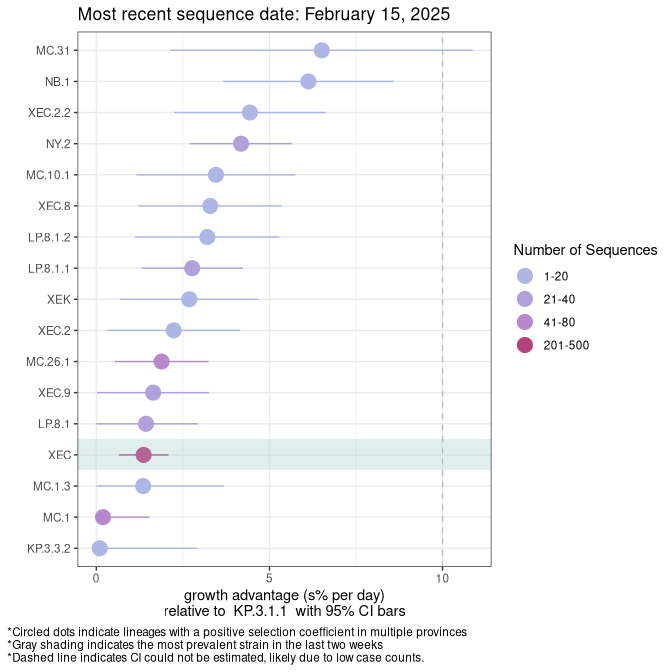 Most recent sequence date: February 15, 2025
MC.31
NB.1
XEC.2.2
NY.2
MC.10.1
XEC.8
LP.8.1.2
LP.8.1.1
XEK
XEC.2
MC.26.1
XEC.9
LP.8.1
XEC
MC.1.3
MC.1
KP.3.3.2
0 5 10
growth advantage (s% per day)
relative to KP.3.1.1 with 95% CI bars
Number of Sequences
1-20
21-40
41-80
201-500
*Circled dots indicate lineages with a positive selection coefficient in multiple provinces
*Gray shading indicates the most prevalent strain in the last two weeks
*Dashed line indicates CI could not be estimated, likely due to low case counts.